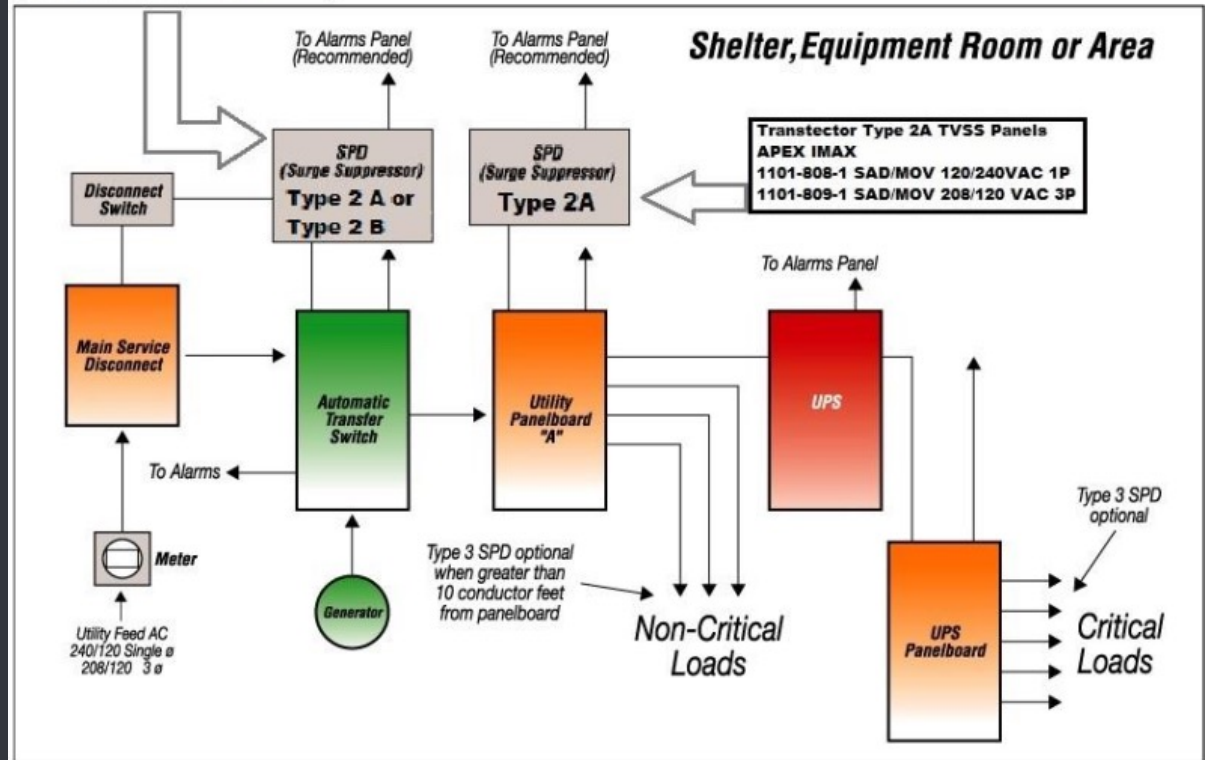 Shelter,Equipment Room or Area
To Alarms Panel
(Recommended)
To Alarms Panel
(Recommended)
SPD
(Surge Suppressor)
Type 2 A or
Type 2 B
SPD
(Surge Suppressor)
Type 2A
Transtector Type 2A TVSS Panels
APEX IMAX
1101-808-1 SAD/MOV 120/240VAC 1P
1101-809-1 SAD/MOV 208/120 VAC 3P
Disconnect
Switch
To Alarms Panel
Main Service
Disconnect
Automatic
Transfer
Switch
Utility
Panelboard
"A"
UPS
To Alarms
Meter
Utility Feed AC
240/120 Single ø
208/120 3 ø
Generator
Type 3 SPD optional
when greater than
10 conductor feet
from panelboard
Non-Critical
Loads
UPS
Panelboard
Type 3 SPD
optional
Critical
Loads